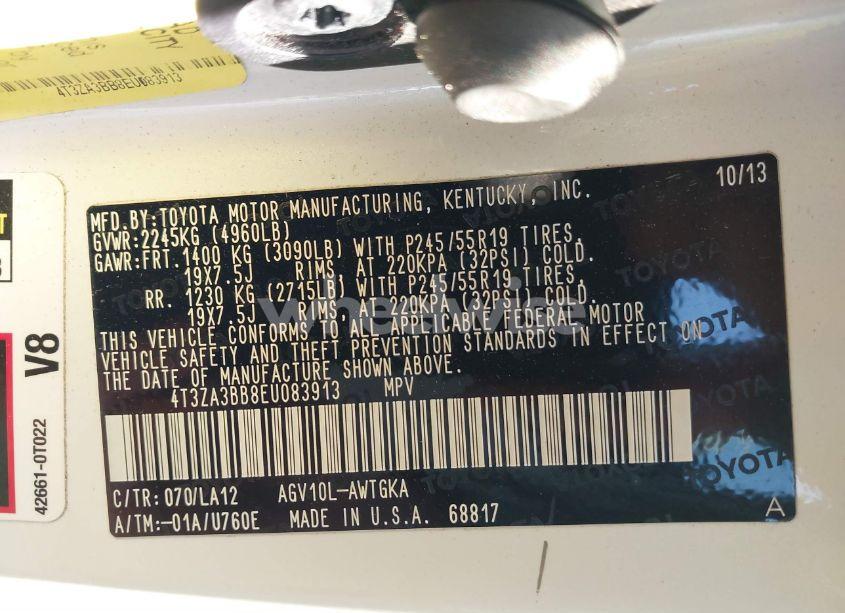 4T3ZA3BB8EU083913
10/13
MFD.BY:TOYOTA MOTOR MANUFACTURING, KENTUCKY, INC.
GVWR:2245KG (4960LB)
GAWR:FRT. 1400 KG (3090LB) WITH P245/55R19 TIRES,
19X7.5J RIMS, AT 220KPA (32PSI) COLD.
RR. 1230 KG (2715LB) WITH P245/55R19 TIRES,
19X7.5J RIMS, AT 220KPA (32PSI) COLD.
THIS VEHICLE CONFORMS TO ALL APPLICABLE FEDERAL MOTOR
VEHICLE SAFETY AND THEFT PREVENTION STANDARDS IN EFFECT ON
THE DATE OF MANUFACTURE SHOWN ABOVE.
4T3ZA3BB8EU083913 MPV
C/TR: 070/LA12 AGV10L-AWTGKA
A/TM:-01A/U760E MADE IN U.S.A. 68817
A
V8
42661-0T022
TOYOTA
TOYOTA
TOYOTA